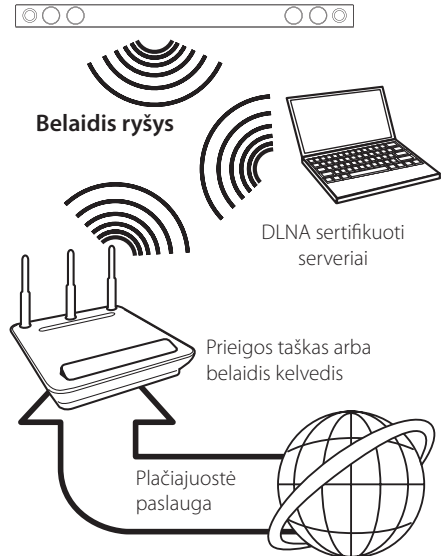 Belaidis ryšys
DLNA sertifikuoti
serveriai
Prieigos taškas arba
belaidis kelvedis
Plačiajuostė
paslauga